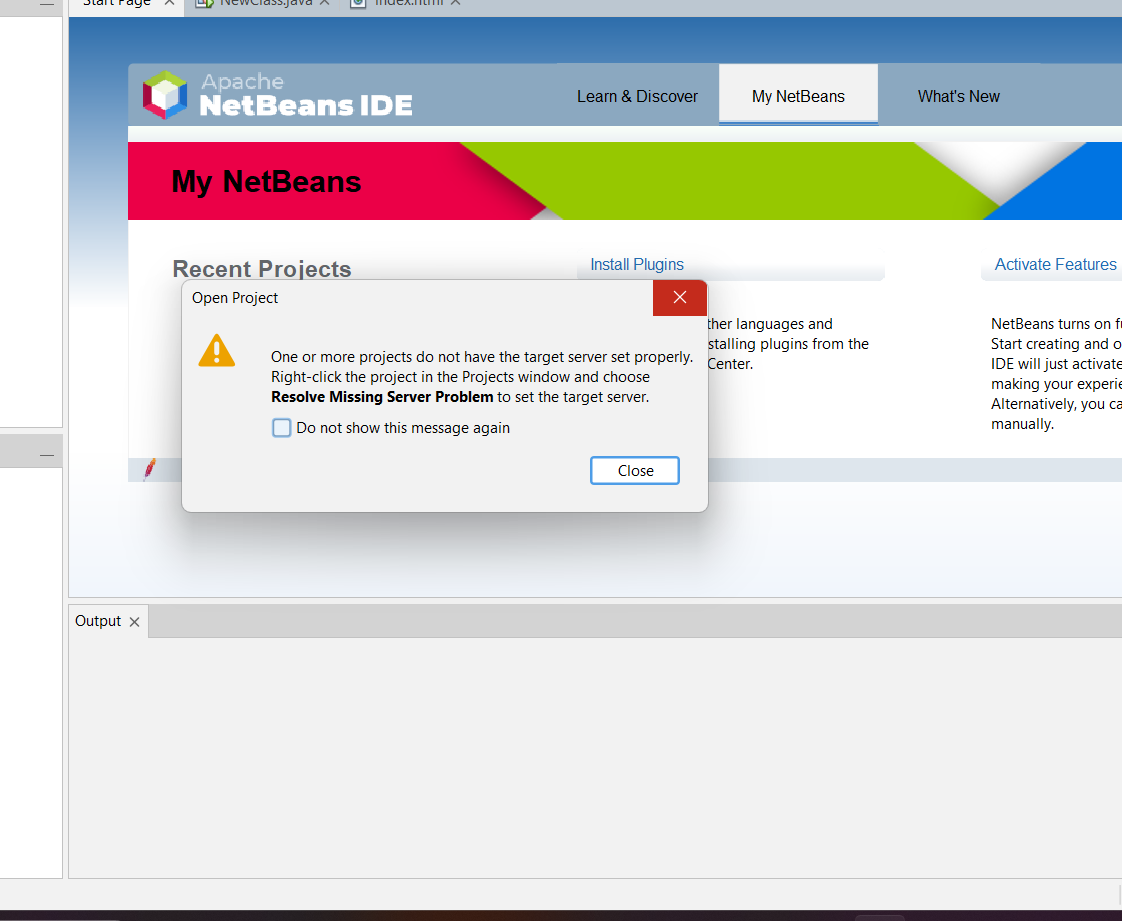 Start Page
NewClass.java
index.html
Apache
NetBeans IDE
Learn & Discover
My NetBeans
What's New
My NetBeans
Recent Projects
Install Plugins
Activate Features
Open Project
ther languages and
stalling plugins from the
Center.
NetBeans turns on fu
Start creating and o
IDE will just activate
making your experie
Alternatively, you ca
manually.
One or more projects do not have the target server set properly.
Right-click the project in the Projects window and choose
Resolve Missing Server Problem to set the target server.
Do not show this message again
Close
Output